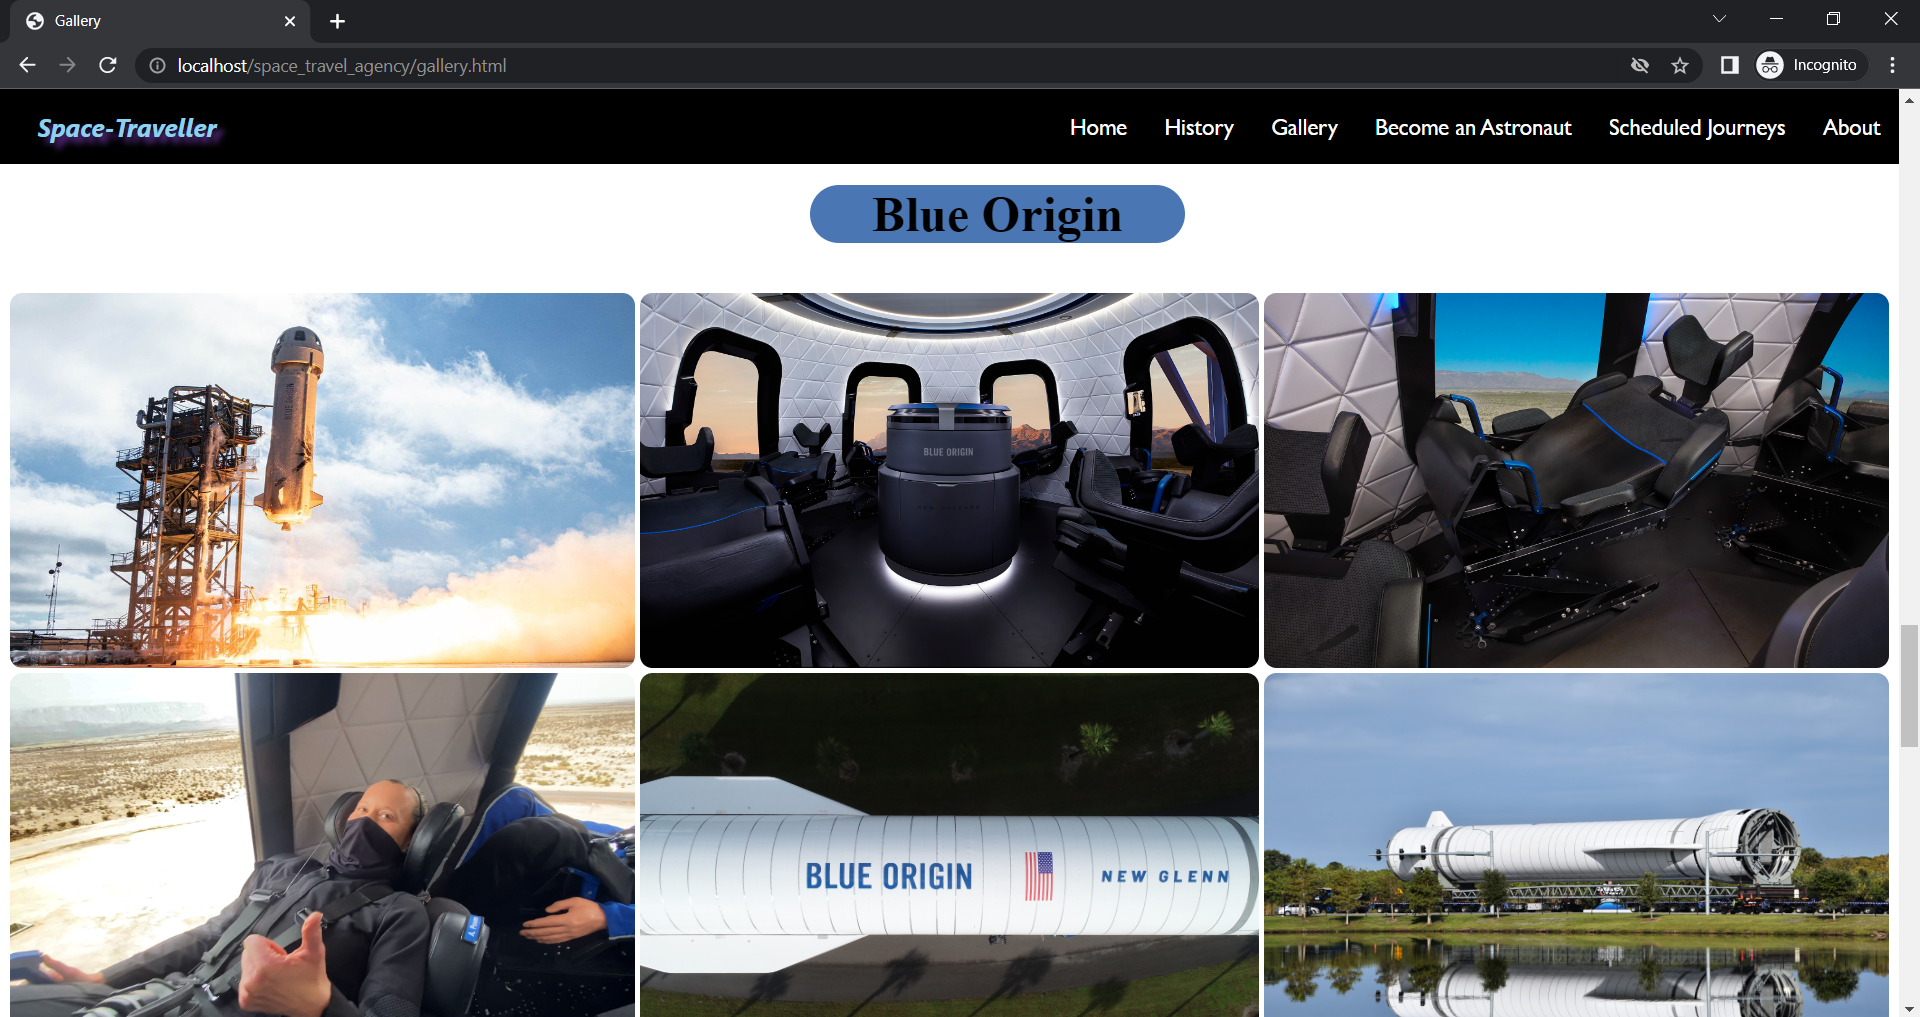 Gallery
localhost/space_travel_agency/gallery.html
Incognito
Space-Traveller
Home History Gallery Become an Astronaut Scheduled Journeys About
Blue Origin
BLUE ORIGIN
BLUE ORIGIN NEW GLENN